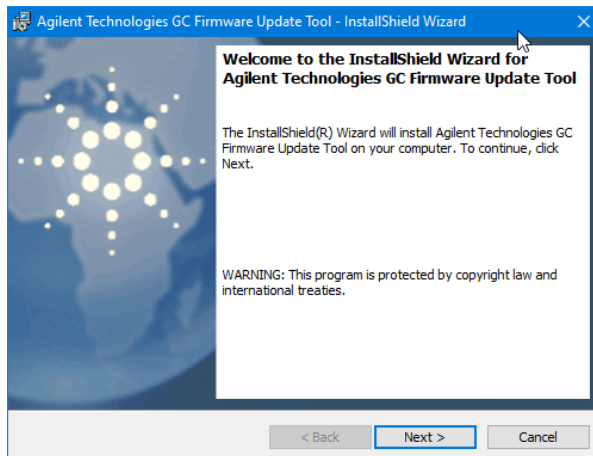 Agilent Technologies GC Firmware Update Tool - InstallShield Wizard
Welcome to the InstallShield Wizard for
Agilent Technologies GC Firmware Update Tool
The InstallShield(R) Wizard will install Agilent Technologies GC
Firmware Update Tool on your computer. To continue, click
Next.
WARNING: This program is protected by copyright law and
international treaties.
< Back
Next >
Cancel